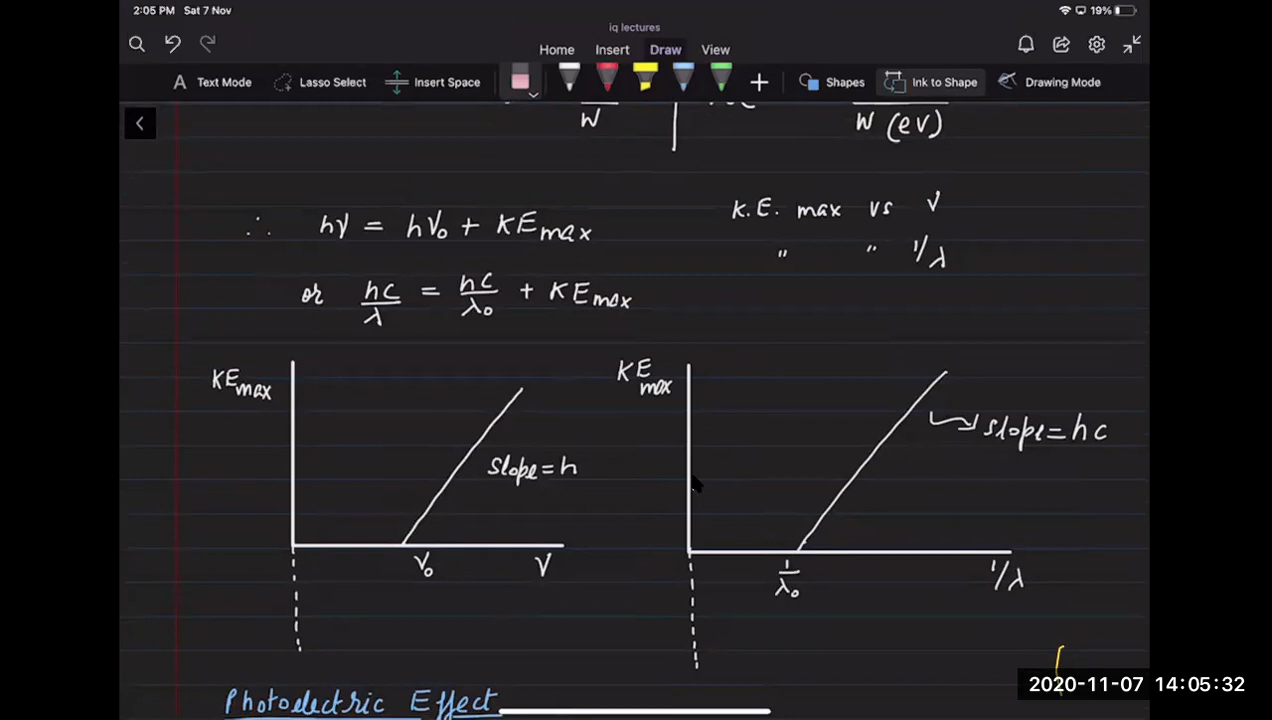 2:05 PM Sat 7 Nov
19%
iq lectures
Home Insert Draw View
Text Mode Lasso Select Insert Space Shapes Ink to Shape Drawing Mode
W
W (ev)
∴ hν = hν₀ + KEmax
K.E. max vs ν
" " 1/λ
or hc/λ = hc/λ₀ + KEmax
KEmax
slope=h
ν₀ ν
KEmax
slope=hc
1/λ₀ 1/λ
Photoelectric Effect
2020-11-07 14:05:32